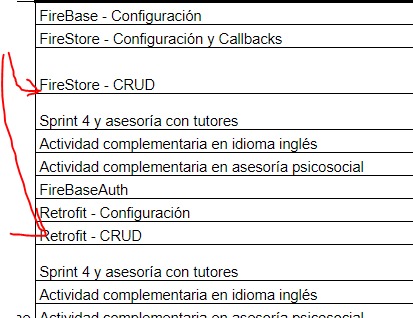 FireBase - Configuración
FireStore - Configuración y Callbacks
FireStore - CRUD
Sprint 4 y asesoría con tutores
Actividad complementaria en idioma inglés
Actividad complementaria en asesoría psicosocial
FireBaseAuth
Retrofit - Configuración
Retrofit - CRUD
Sprint 4 y asesoría con tutores
Actividad complementaria en idioma inglés
Actividad complementaria en asesoría psicosocial